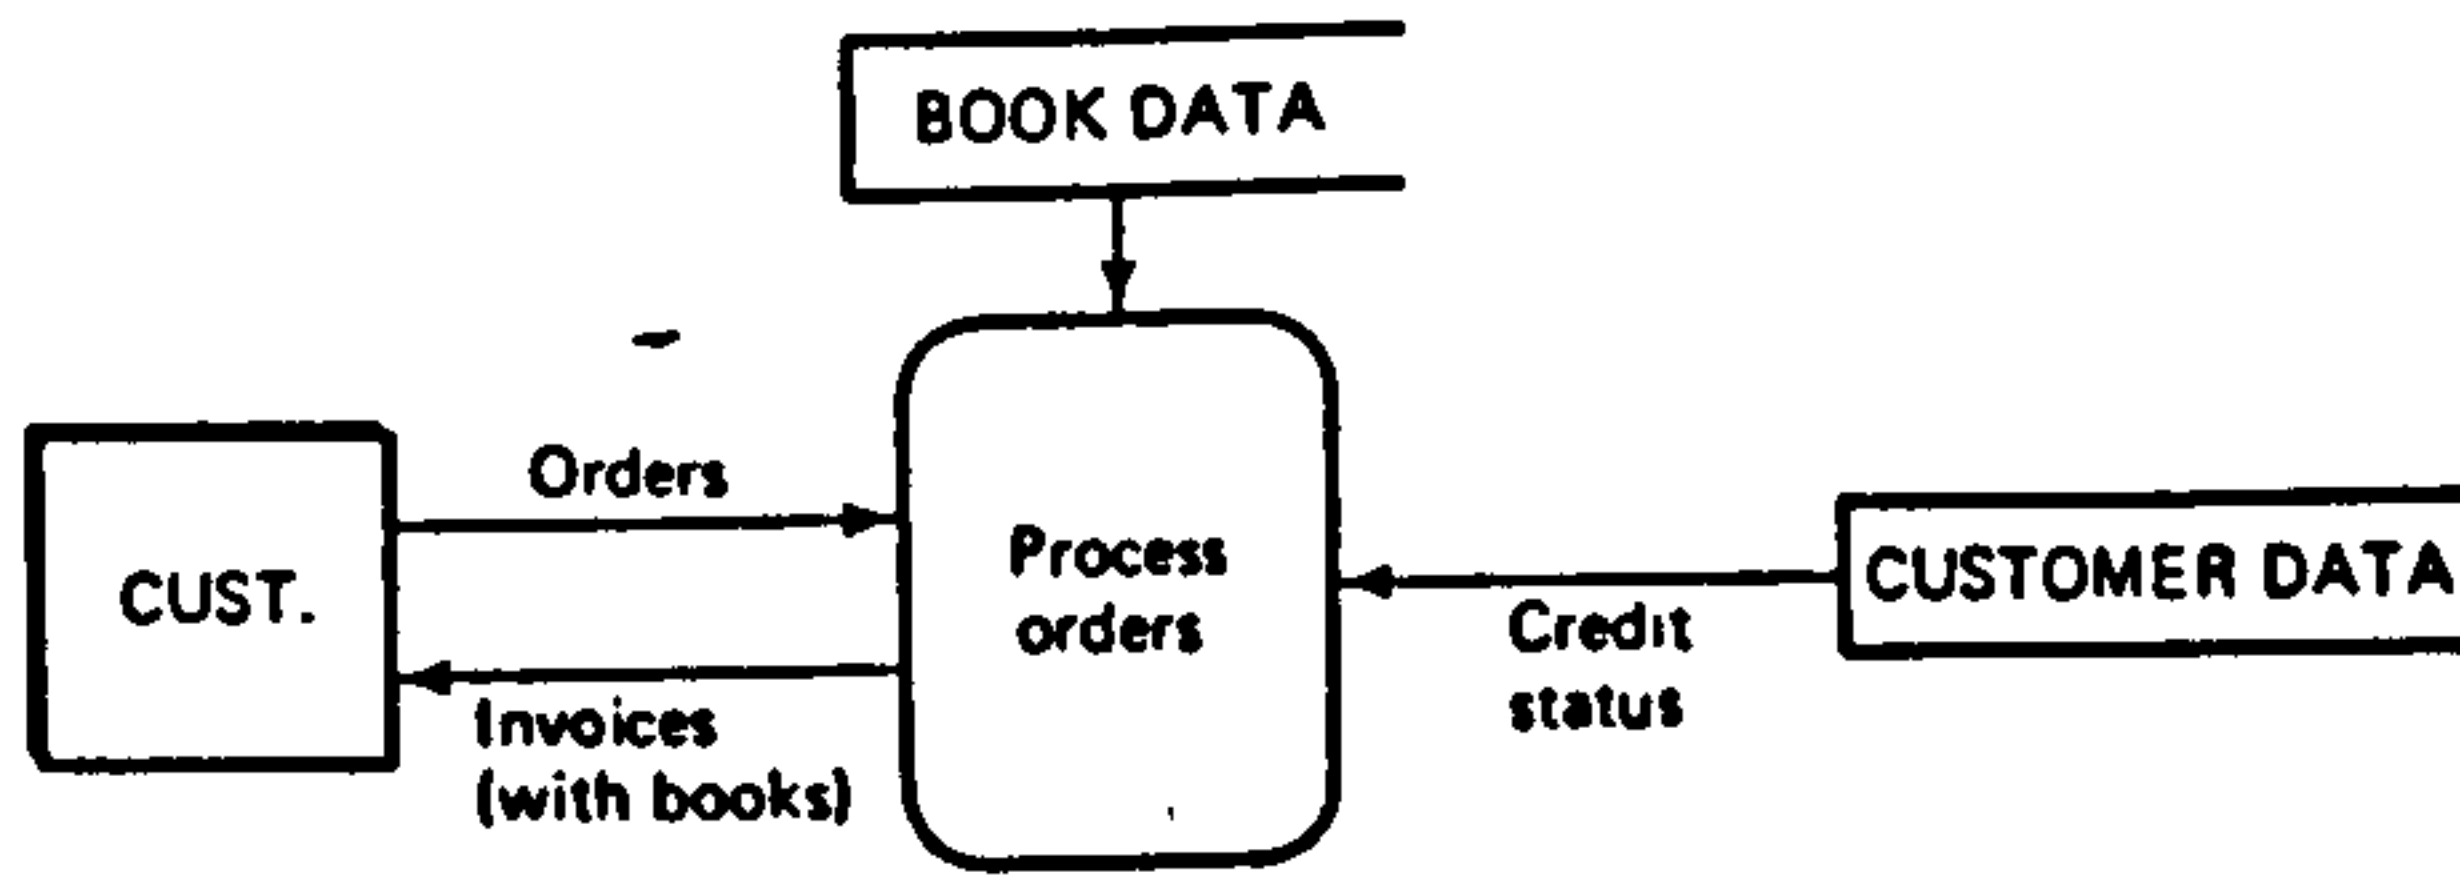 BOOK DATA
Orders
CUST.
Process
orders
Invoices
(with books)
CUSTOMER DATA
Credit
status